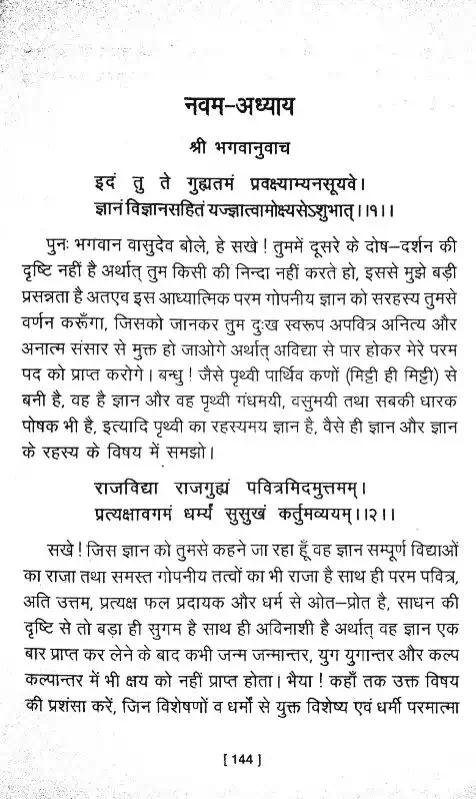 नवम–अध्याय
श्री भगवानुवाच
इदं तु ते गुह्यतमं प्रवक्ष्याम्यनसूयवे।
ज्ञानं विज्ञानसहितं यज्ज्ञात्वामोक्ष्यसेऽशुभात्।।१।।
पुनः भगवान वासुदेव बोले, हे सखे ! तुममें दूसरे के दोष–दर्शन की
दृष्टि नहीं है अर्थात् तुम किसी की निन्दा नहीं करते हो, इससे मुझे बड़ी
प्रसन्नता है अतएव इस आध्यात्मिक परम गोपनीय ज्ञान को सरहस्य तुमसे
वर्णन करूँगा, जिसको जानकर तुम दुःख स्वरूप अपवित्र अनित्य और
अनात्म संसार से मुक्त हो जाओगे अर्थात् अविद्या से पार होकर मेरे परम
पद को प्राप्त करोगे। बन्धु ! जैसे पृथ्वी पार्थिव कणों (मिट्टी ही मिट्टी) से
बनी है, वह है ज्ञान और वह पृथ्वी गंधमयी, वसुमयी तथा सबकी धारक
पोषक भी है, इत्यादि पृथ्वी का रहस्यमय ज्ञान है, वैसे ही ज्ञान और ज्ञान
के रहस्य के विषय में समझो।
राजविद्या राजगुह्यं पवित्रमिदमुत्तमम्।
प्रत्यक्षावगमं धर्म्यं सुसुखं कर्तुमव्ययम्।।२।।
सखे ! जिस ज्ञान को तुमसे कहने जा रहा हूँ वह ज्ञान सम्पूर्ण विद्याओं
का राजा तथा समस्त गोपनीय तत्वों का भी राजा है साथ ही परम पवित्र,
अति उत्तम, प्रत्यक्ष फल प्रदायक और धर्म से ओत–प्रोत है, साधन की
दृष्टि से तो बड़ा ही सुगम है साथ ही अविनाशी है अर्थात् वह ज्ञान एक
बार प्राप्त कर लेने के बाद कभी जन्म जन्मान्तर, युग युगान्तर और कल्प
कल्पान्तर में भी क्षय को नहीं प्राप्त होता। भैया ! कहाँ तक उक्त विषय
की प्रशंसा करें, जिन विशेषणों व धर्मों से युक्त विशेष्य एवं धर्मी परमात्मा
[ 144 ]